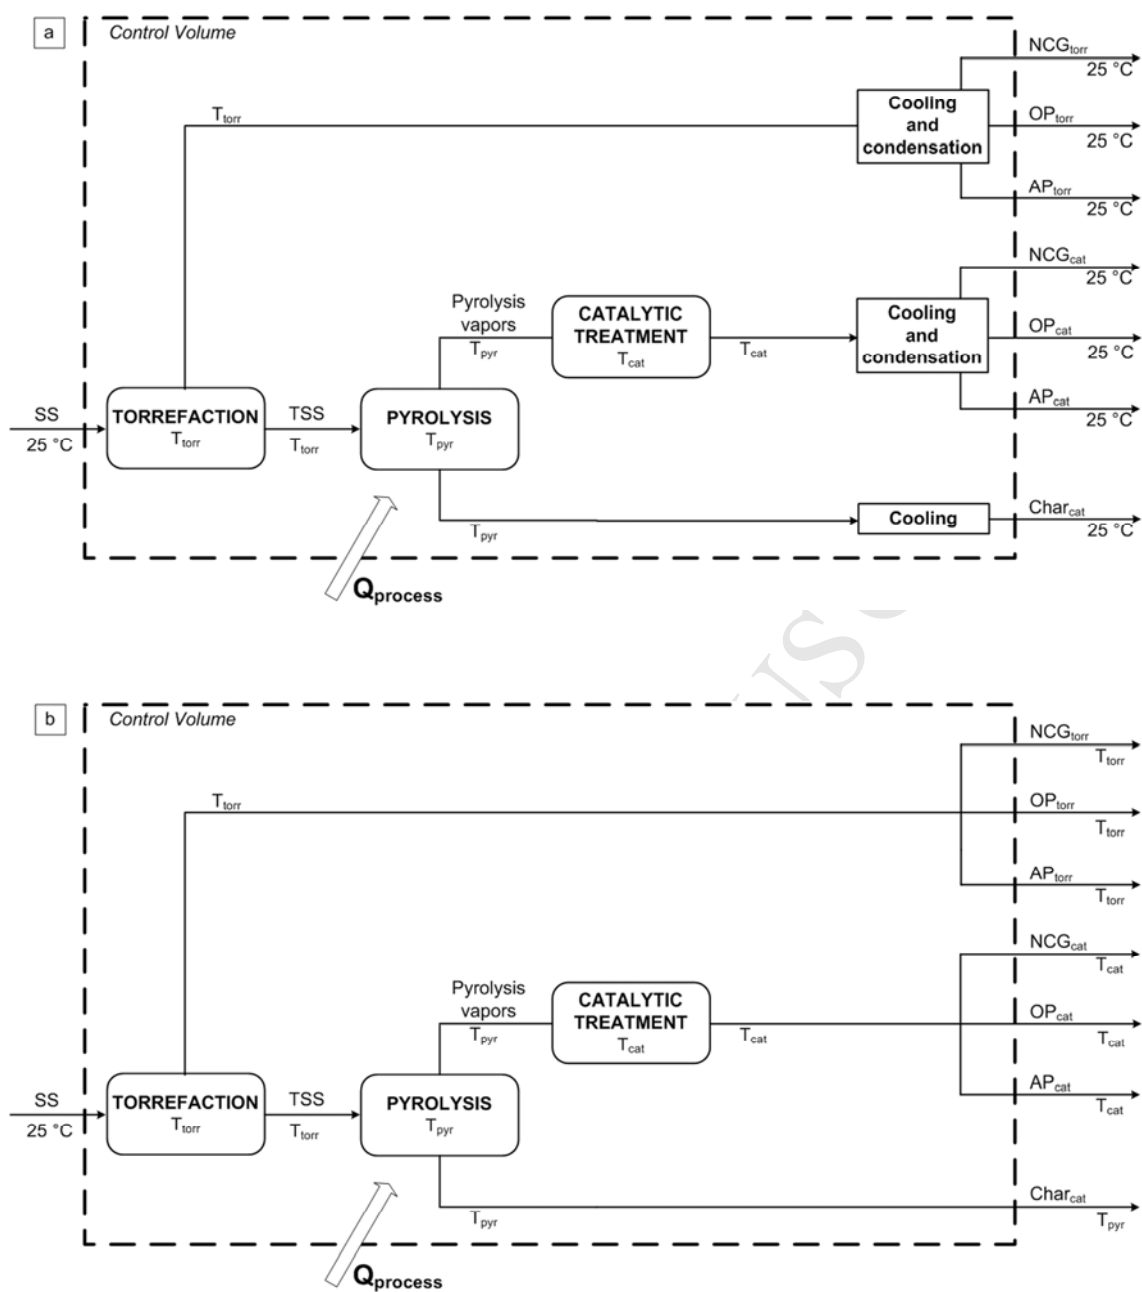 a
Control Volume
NCGtorr
25 °C
Ttorr
Cooling
and
condensation
OPtorr
25 °C
APtorr
25 °C
NCGcat
25 °C
Pyrolysis
vapors
Tpyr
CATALYTIC
TREATMENT
Tcat
Tcat
Cooling
and
condensation
OPcat
25 °C
APcat
25 °C
SS
25 °C
TORREFACTION
Ttorr
TSS
Ttorr
PYROLYSIS
Tpyr
Tpyr
Cooling
Charcat
25 °C
Qprocess
b
Control Volume
NCGtorr
Ttorr
Ttorr
OPtorr
Ttorr
APtorr
Ttorr
NCGcat
Tcat
Pyrolysis
vapors
Tpyr
CATALYTIC
TREATMENT
Tcat
Tcat
OPcat
Tcat
APcat
Tcat
SS
25 °C
TORREFACTION
Ttorr
TSS
Ttorr
PYROLYSIS
Tpyr
Tpyr
Charcat
Tpyr
Qprocess